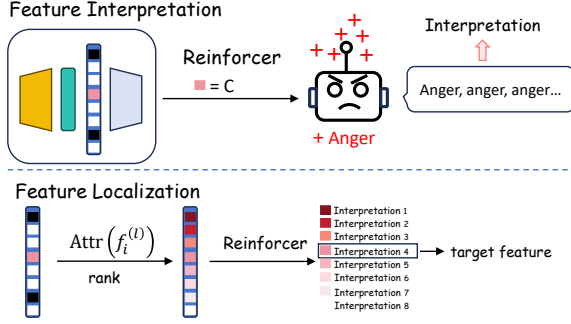 Feature Interpretation
Reinforcer
= C
+ Anger
Interpretation
Anger, anger, anger…
Feature Localization
Attr(f_i^{(l)})
rank
Reinforcer
Interpretation 1
Interpretation 2
Interpretation 3
Interpretation 4
Interpretation 5
Interpretation 6
Interpretation 7
Interpretation 8
target feature